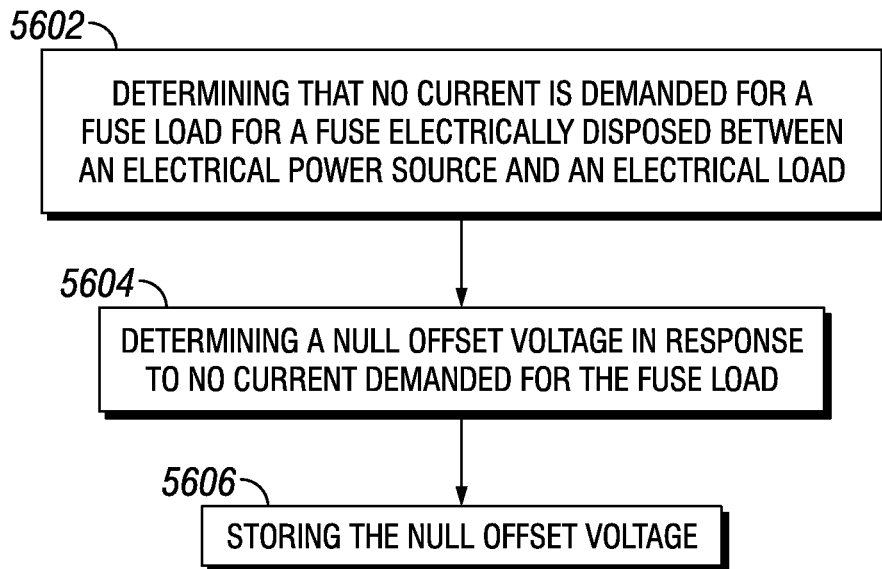 5602
DETERMINING THAT NO CURRENT IS DEMANDED FOR A
FUSE LOAD FOR A FUSE ELECTRICALLY DISPOSED BETWEEN
AN ELECTRICAL POWER SOURCE AND AN ELECTRICAL LOAD
5604
DETERMINING A NULL OFFSET VOLTAGE IN RESPONSE
TO NO CURRENT DEMANDED FOR THE FUSE LOAD
5606
STORING THE NULL OFFSET VOLTAGE